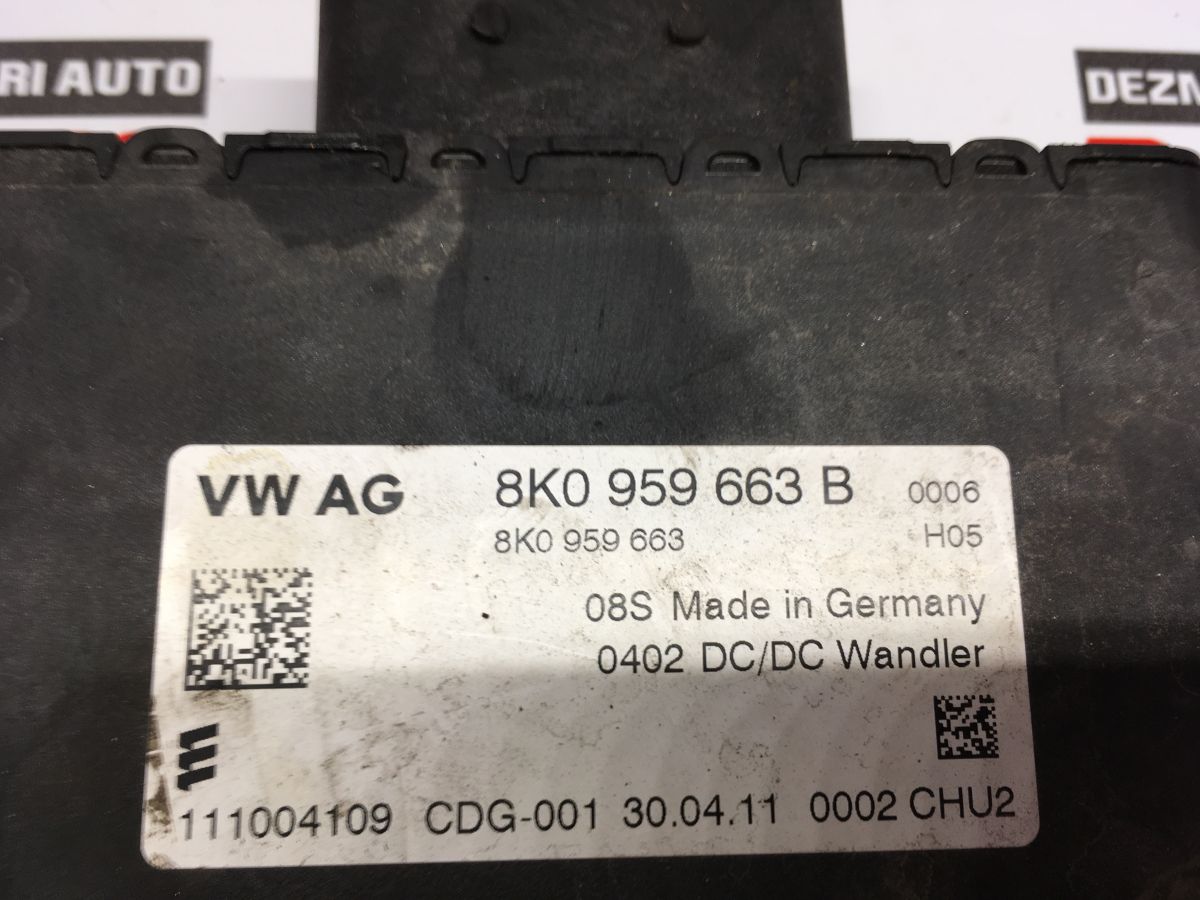 RI AUTO
DEZM
VW AG 8K0 959 663 B 0006
8K0 959 663 H05
08S Made in Germany
0402 DC/DC Wandler
111004109 CDG-001 30.04.11 0002 CHU2